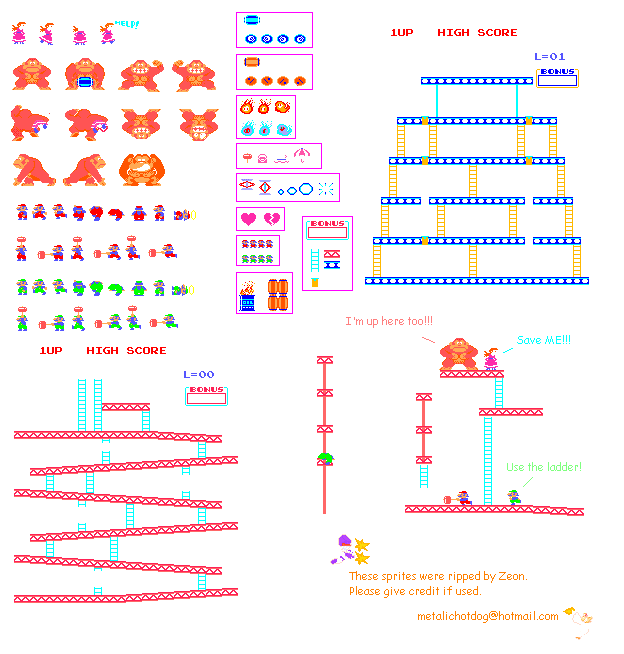 HELP!
1UP HIGH SCORE
L=01
BONUS
BONUS
I'm up here too!!!
Save ME!!!
1UP HIGH SCORE
L=00
BONUS
Use the ladder!
These sprites were ripped by Zeon.
Please give credit if used.
metalichotdog@hotmail.com